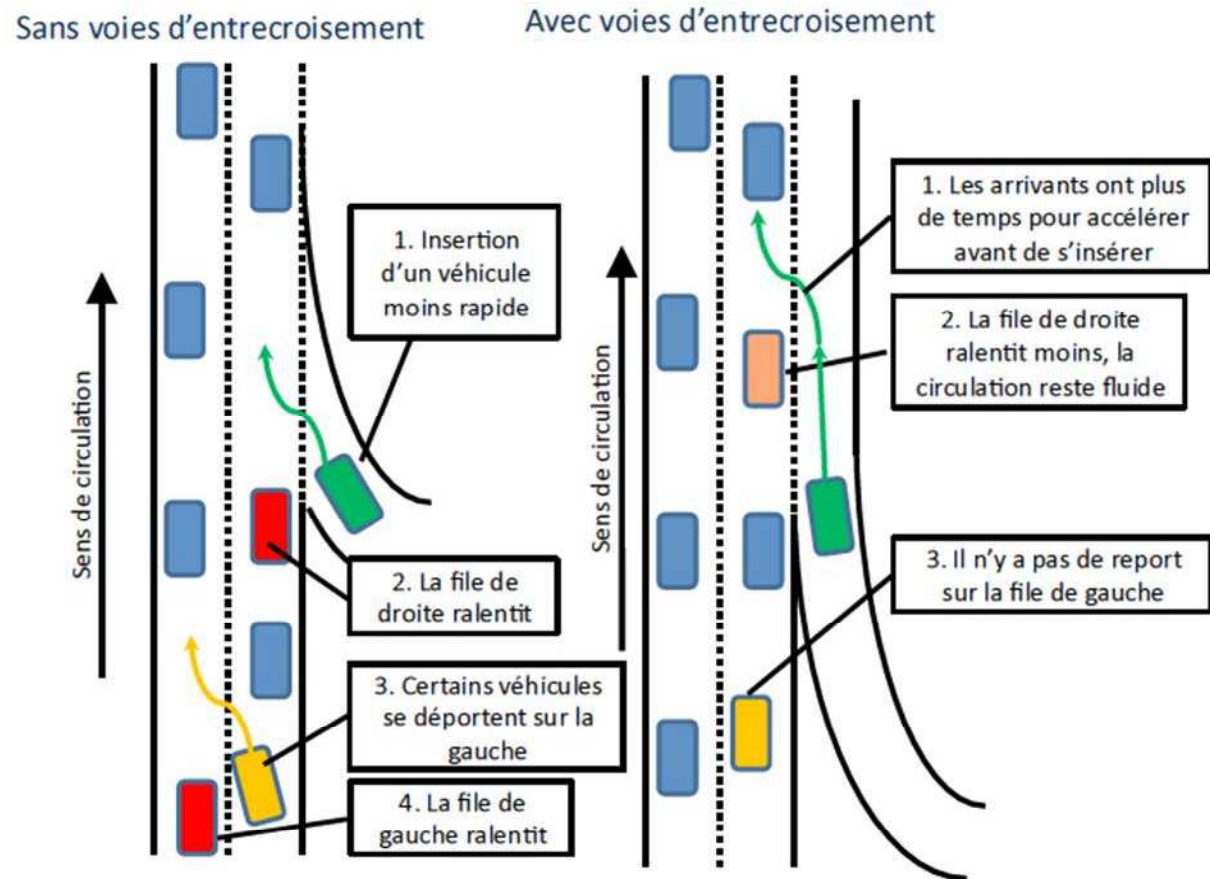 Sans voies d'entrecroisement
Sens de circulation
1. Insertion
d'un véhicule
moins rapide
2. La file de
droite ralentit
3. Certains véhicules
se déportent sur la
gauche
4. La file de
gauche ralentit
Avec voies d'entrecroisement
Sens de circulation
1. Les arrivants ont plus
de temps pour accélérer
avant de s'insérer
2. La file de droite
ralentit moins, la
circulation reste fluide
3. Il n'y a pas de report
sur la file de gauche